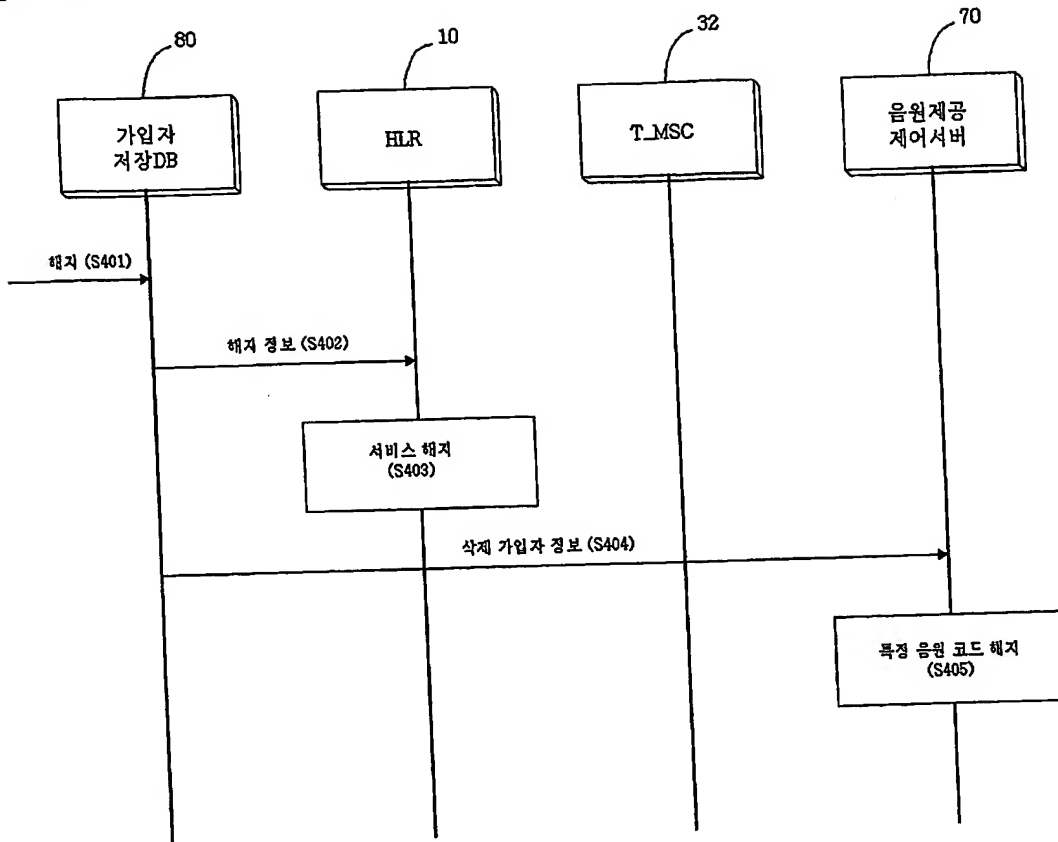 80
10
32
70
가입자
저장DB
HLR
T_MSC
음원제공
제어서버
해지 (S401)
해지 정보 (S402)
서비스 해지
(S403)
삭제 가입자 정보 (S404)
특정 음원 코드 해지
(S405)